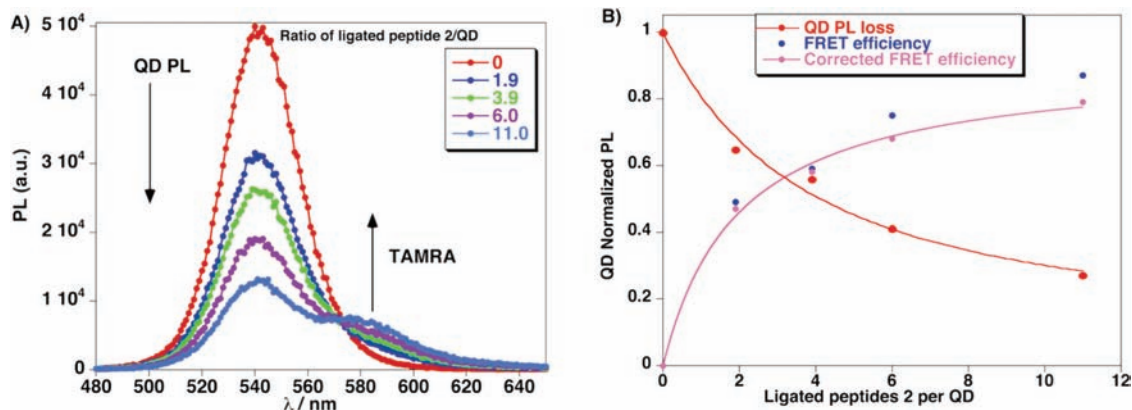 A)
5 10⁴
4 10⁴
3 10⁴
2 10⁴
1 10⁴
0
PL (a.u.)
480 500 520 540 560 580 600 620 640
λ/ nm
QD PL
TAMRA
Ratio of ligated peptide 2/QD
0
1.9
3.9
6.0
11.0
B)
1
0.8
0.6
0.4
0.2
0
QD Normalized PL
0 2 4 6 8 10 12
Ligated peptides 2 per QD
QD PL loss
FRET efficiency
Corrected FRET efficiency